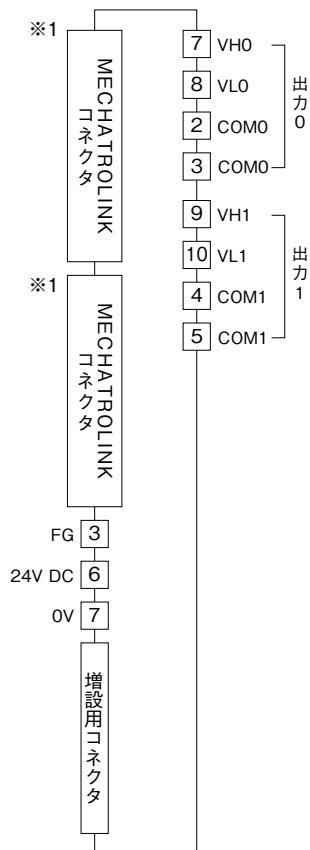 ※1
MECHATROLINK
コネクタ
※1
MECHATROLINK
コネクタ
FG 3
24V DC 6
0V 7
増設用コネクタ
7 VH0
8 VL0
2 COM0
3 COM0
出力0
9 VH1
10 VL1
4 COM1
5 COM1
出力1